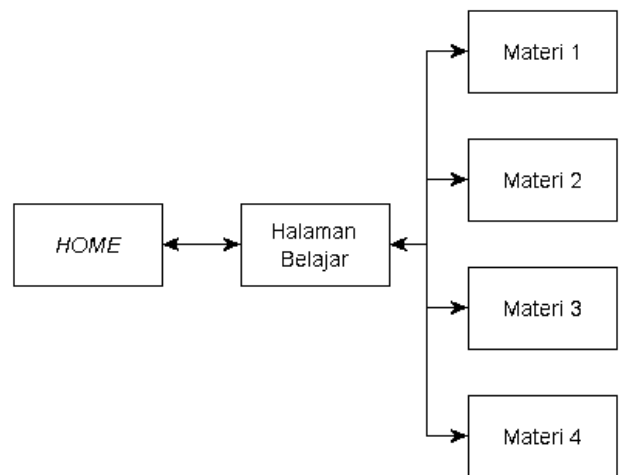 HOME
Halaman
Belajar
Materi 1
Materi 2
Materi 3
Materi 4